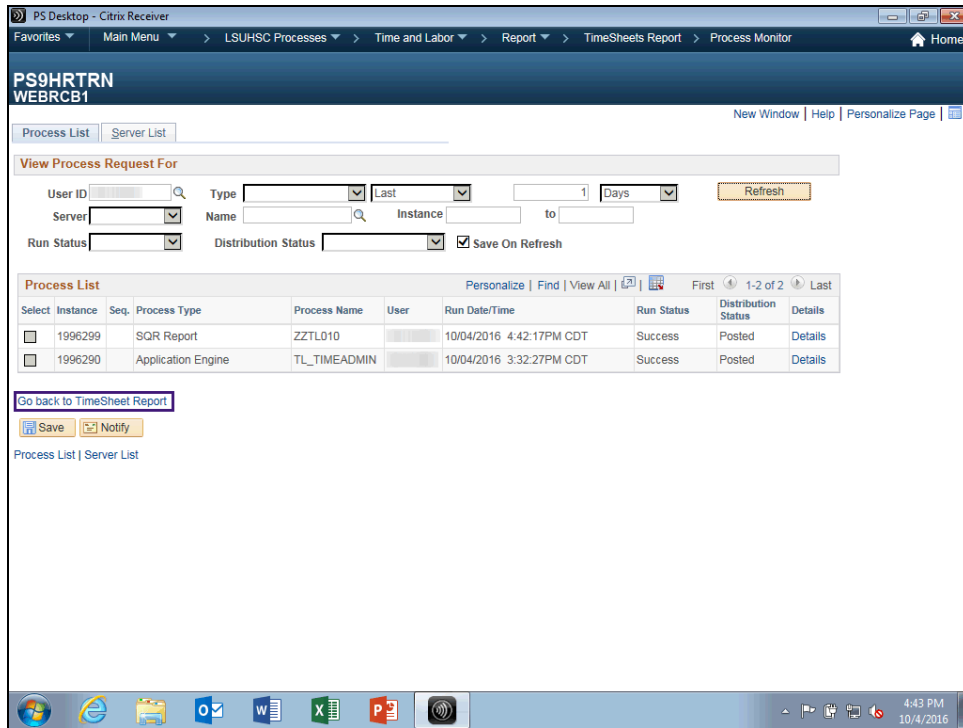 PS Desktop - Citrix Receiver
Favorites Main Menu > LSUHSC Processes > Time and Labor > Report > TimeSheets Report > Process Monitor Home
PS9HRTRN
WEBRCB1
New Window | Help | Personalize Page |
Process List Server List
View Process Request For
User ID Type Last 1 Days Refresh
Server Name Instance to
Run Status Distribution Status Save On Refresh
Process List Personalize | Find | View All | | First 1-2 of 2 Last
Select Instance Seq. Process Type Process Name User Run Date/Time Run Status Distribution Status Details
1996299 SQR Report ZZTL010 10/04/2016 4:42:17PM CDT Success Posted Details
1996290 Application Engine TL_TIMEADMIN 10/04/2016 3:32:27PM CDT Success Posted Details
Go back to TimeSheet Report
Save Notify
Process List | Server List
4:43 PM
10/4/2016